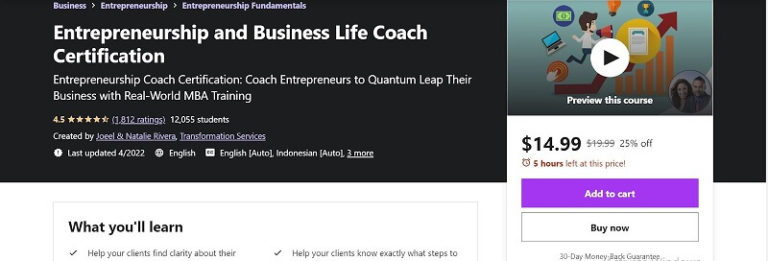 Business > Entrepreneurship > Entrepreneurship Fundamentals
Entrepreneurship and Business Life Coach
Certification
Entrepreneurship Coach Certification: Coach Entrepreneurs to Quantum Leap Their
Business with Real-World MBA Training
4.5 (1,812 ratings) 12,055 students
Created by Joeel & Natalie Rivera, Transformation Services
Last updated 4/2022 English English [Auto], Indonesian [Auto], 3 more
Preview this course
$14.99 $19.99 25% off
5 hours left at this price!
Add to cart
Buy now
30-Day Money-Back Guarantee
What you'll learn
Help your clients find clarity about their
Help your clients know exactly what steps to